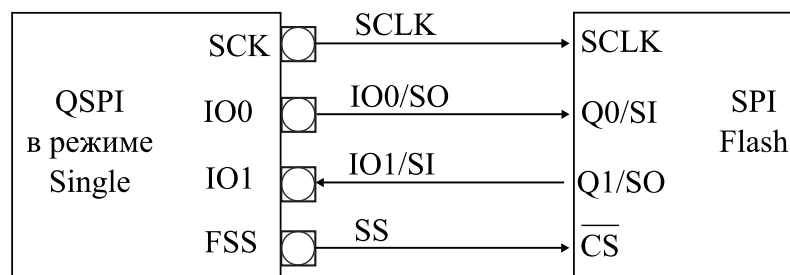 SCK
SCLK
SCLK
QSPI
в режиме
Single
IO0
IO0/SO
Q0/SI
SPI
Flash
IO1
IO1/SI
Q1/SO
FSS
SS
CS